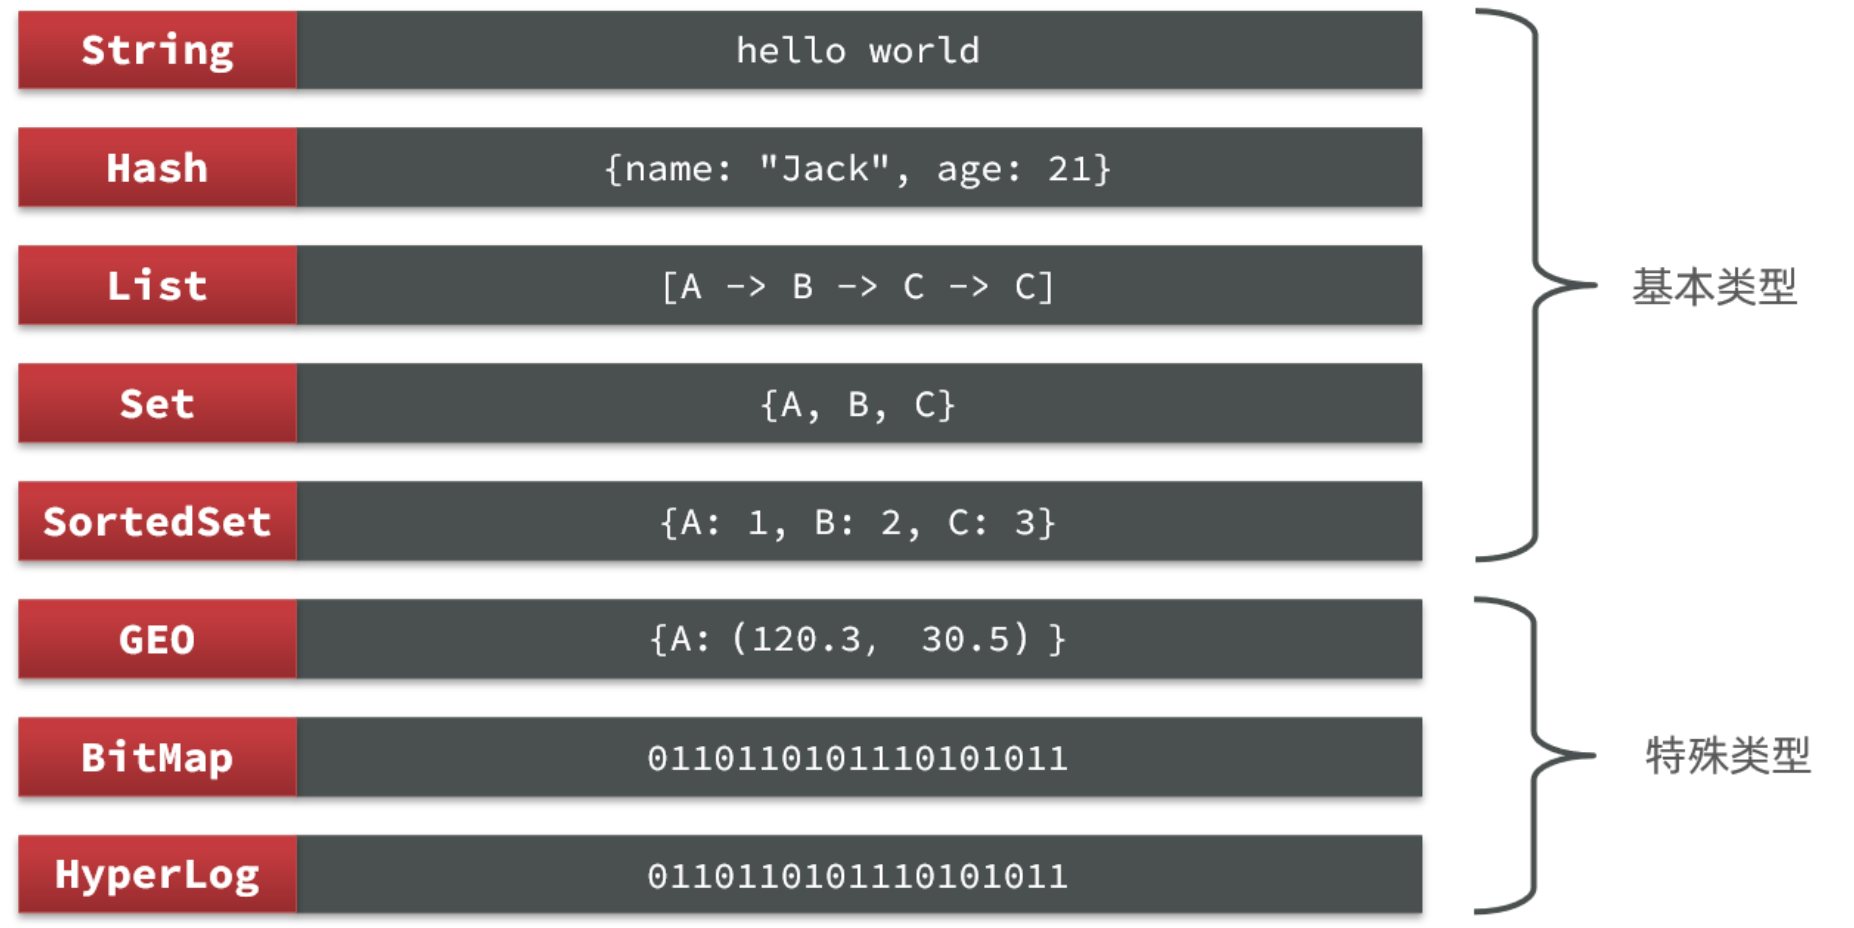 String
hello world
Hash
{name: "Jack", age: 21}
List
[A -> B -> C -> C]
Set
{A, B, C}
SortedSet
{A: 1, B: 2, C: 3}
基本类型
GEO
{A: (120.3, 30.5) }
BitMap
0110110101110101011
HyperLog
0110110101110101011
特殊类型